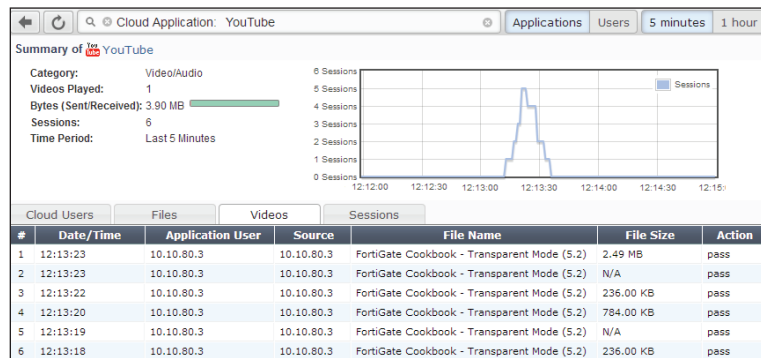 Cloud Application: YouTube Applications Users 5 minutes 1 hour
Summary of You Tube YouTube
Category: Video/Audio
Videos Played: 1
Bytes (Sent/Received): 3.90 MB
Sessions: 6
Time Period: Last 5 Minutes
6 Sessions
5 Sessions
4 Sessions
3 Sessions
2 Sessions
1 Sessions
0 Sessions
Sessions
12:12:00 12:12:30 12:13:00 12:13:30 12:14:00 12:14:30 12:15:
Cloud Users Files Videos Sessions
# Date/Time Application User Source File Name File Size Action
1 12:13:23 10.10.80.3 10.10.80.3 FortiGate Cookbook - Transparent Mode (5.2) 2.49 MB pass
2 12:13:23 10.10.80.3 10.10.80.3 FortiGate Cookbook - Transparent Mode (5.2) N/A pass
3 12:13:22 10.10.80.3 10.10.80.3 FortiGate Cookbook - Transparent Mode (5.2) 236.00 KB pass
4 12:13:20 10.10.80.3 10.10.80.3 FortiGate Cookbook - Transparent Mode (5.2) 784.00 KB pass
5 12:13:19 10.10.80.3 10.10.80.3 FortiGate Cookbook - Transparent Mode (5.2) N/A pass
6 12:13:18 10.10.80.3 10.10.80.3 FortiGate Cookbook - Transparent Mode (5.2) 236.00 KB pass